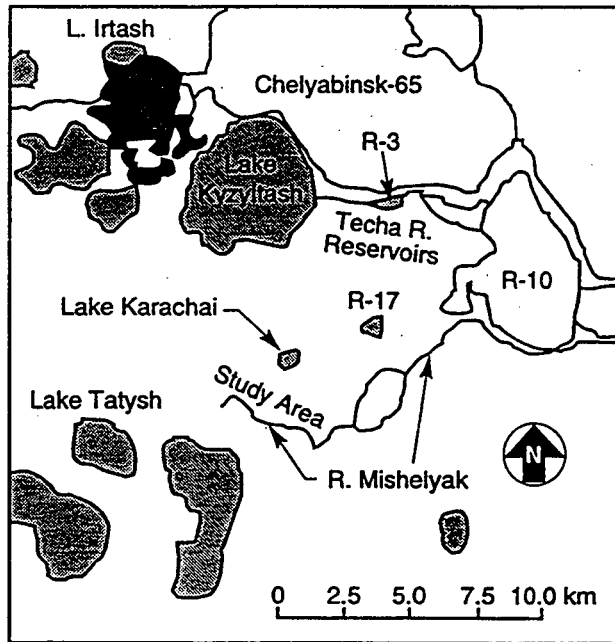 L. Irtash
Chelyabinsk-65
R-3
Lake
Kyzyltash
Techa R.
Reservoirs
R-10
R-17
Lake Karachai
Study Area
Lake Tatysh
R. Mishelyak
N
0 2.5 5.0 7.5 10.0 km